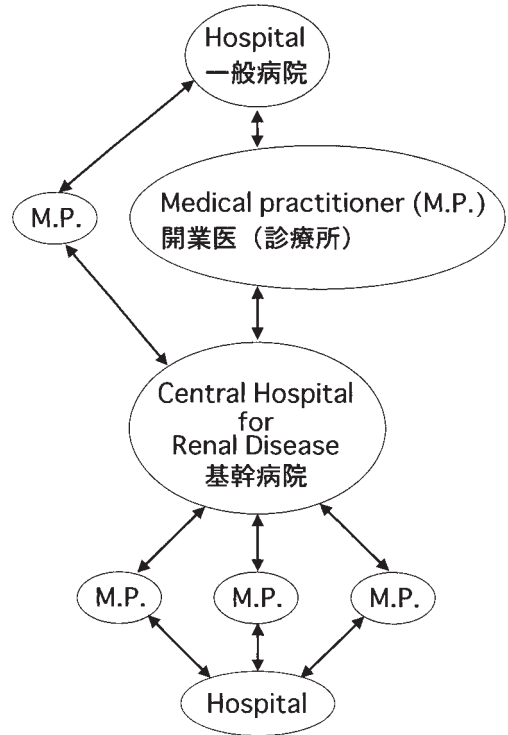 Hospital
一般病院
M.P.
Medical practitioner (M.P.)
開業医（診療所）
Central Hospital
for
Renal Disease
基幹病院
M.P.
M.P.
M.P.
Hospital